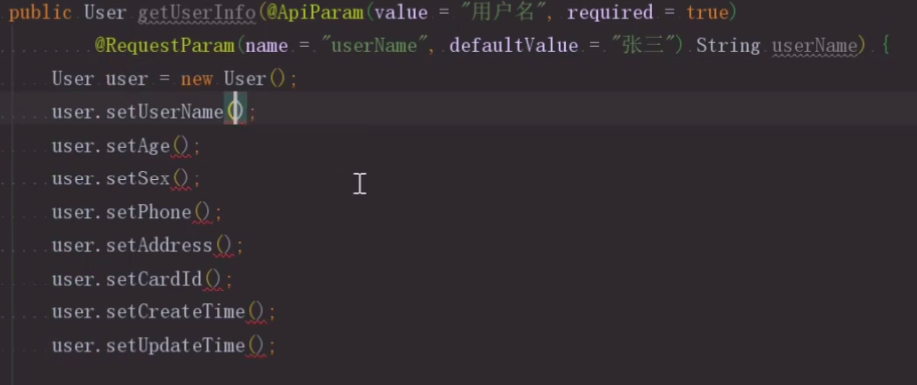 public User getUserInfo(@ApiParam(value = "用户名", required = true)
@RequestParam(name = "userName", defaultValue = "张三") String userName) {
User user = new User();
user.setUserName();
user.setAge();
user.setSex();
user.setPhone();
user.setAddress();
user.setCardId();
user.setCreateTime();
user.setUpdateTime();